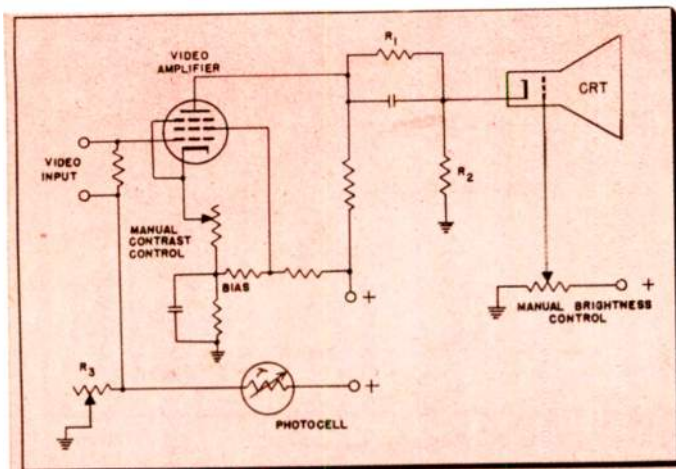 VIDEO
AMPLIFIER
R1
CRT
VIDEO
INPUT
R2
MANUAL
CONTRAST
CONTROL
BIAS
+
+
MANUAL BRIGHTNESS
CONTROL
R3
+
PHOTOCELL